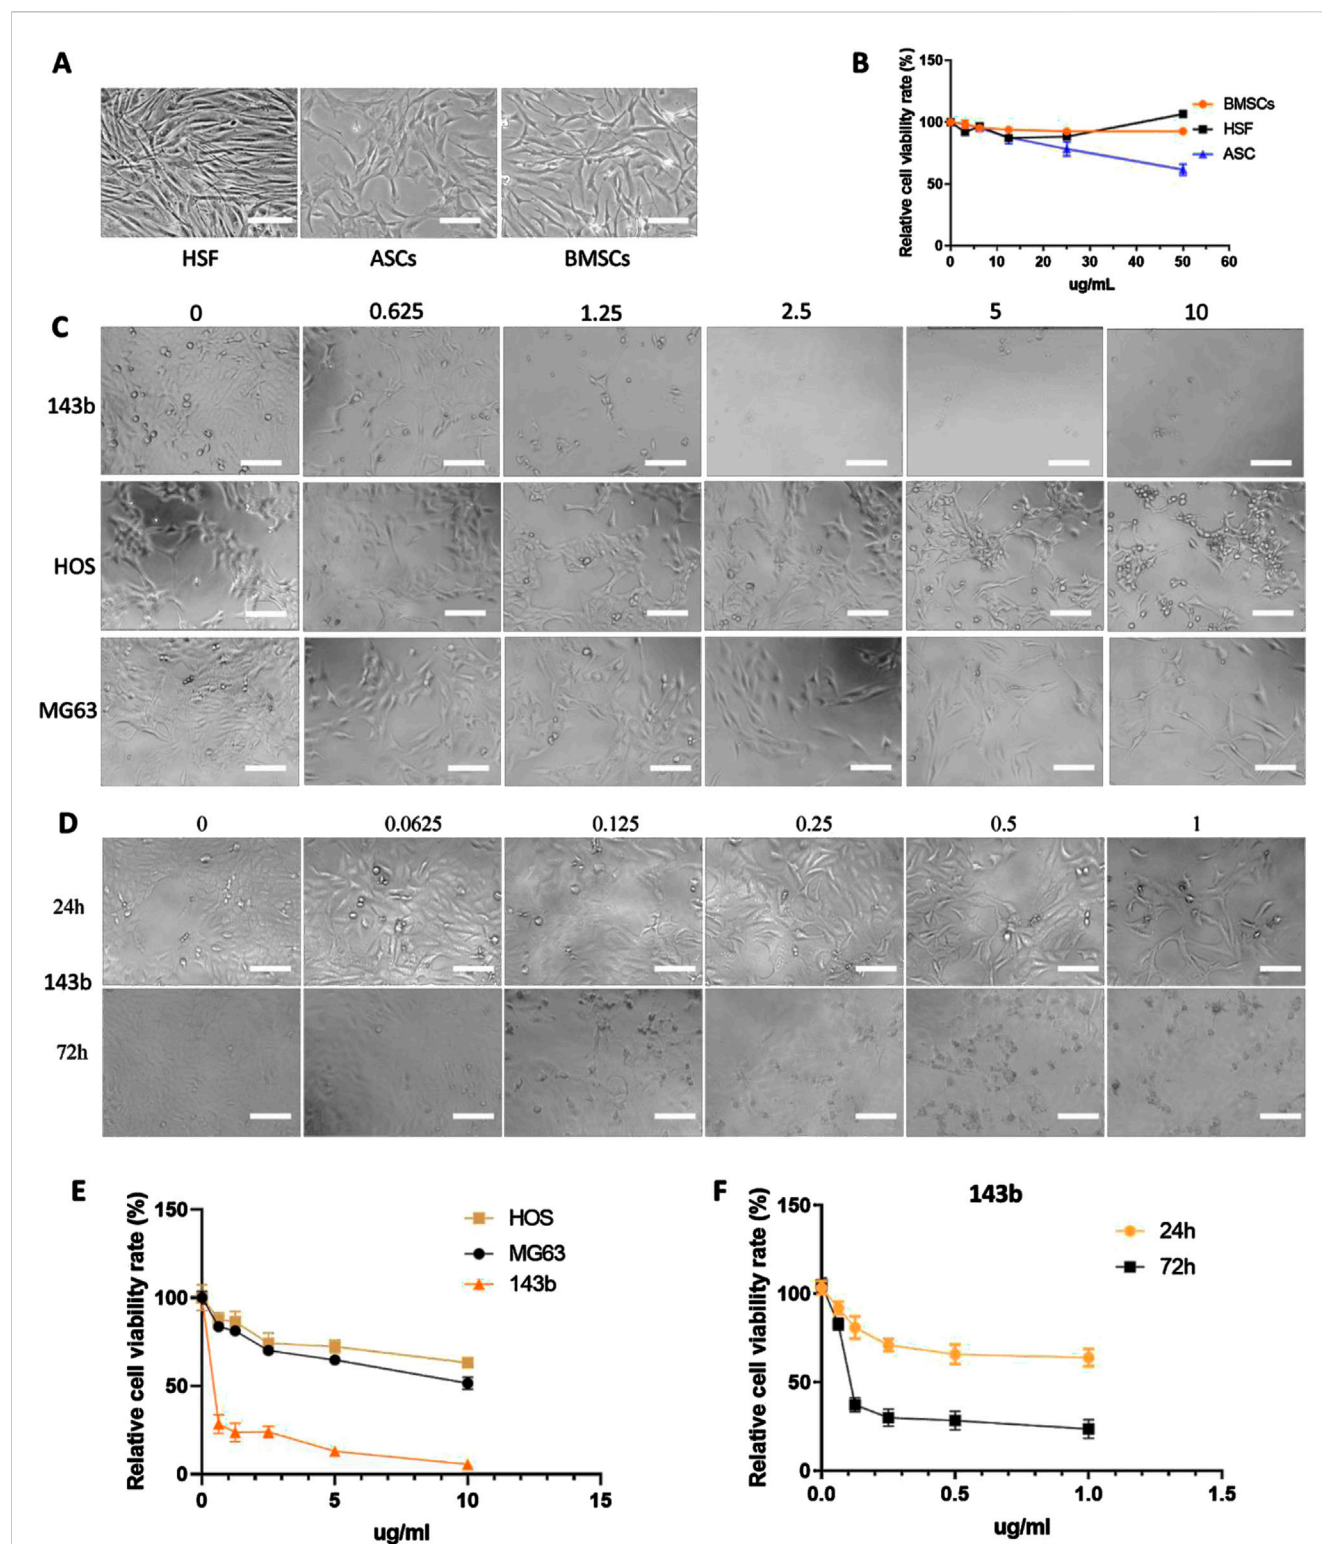 A
HSF
ASCs
BMSCs
B
Relative cell viability rate (%)
150
100
50
0
0 10 20 30 40 50 60
ug/mL
BMSCs
HSF
ASC
C
0 0.625 1.25 2.5 5 10
143b
HOS
MG63
D
0 0.0625 0.125 0.25 0.5 1
24h
143b
72h
E
Relative cell viability rate (%)
150
100
50
0
0 5 10 15
ug/ml
HOS
MG63
143b
F
143b
Relative cell viability rate (%)
150
100
50
0
0.0 0.5 1.0 1.5
ug/ml
24h
72h